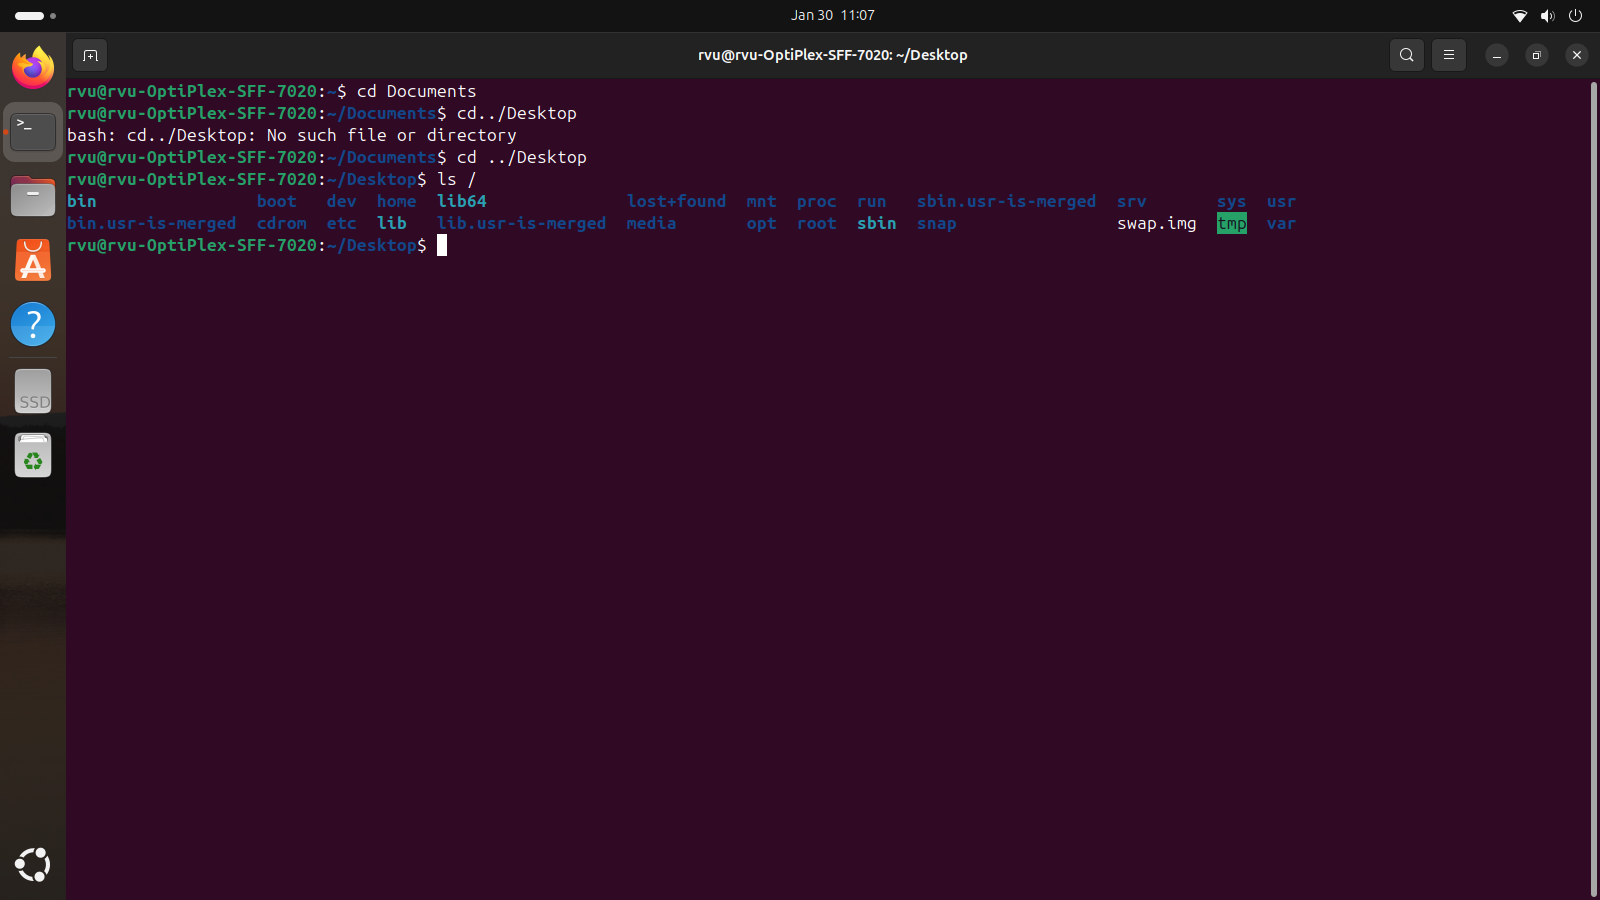 Jan 30 11:07
rvu@rvu-OptiPlex-SFF-7020: ~/Desktop
rvu@rvu-OptiPlex-SFF-7020:~$ cd Documents
rvu@rvu-OptiPlex-SFF-7020:~/Documents$ cd../Desktop
bash: cd../Desktop: No such file or directory
rvu@rvu-OptiPlex-SFF-7020:~/Documents$ cd ../Desktop
rvu@rvu-OptiPlex-SFF-7020:~/Desktop$ ls /
bin boot dev home lib64 lost+found mnt proc run sbin.usr-is-merged srv sys usr
bin.usr-is-merged cdrom etc lib lib.usr-is-merged media opt root sbin snap swap.img tmp var
rvu@rvu-OptiPlex-SFF-7020:~/Desktop$
>_
A
?
SSD